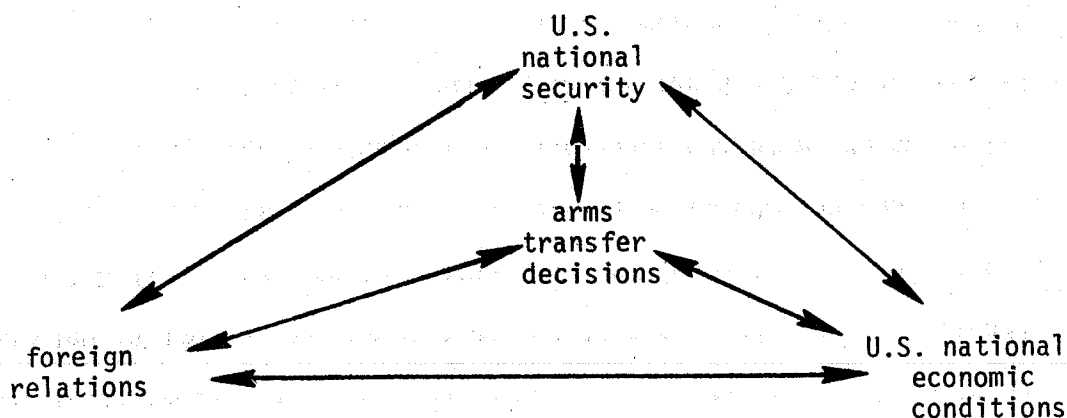 U.S.
national
security
arms
transfer
decisions
foreign
relations
U.S. national
economic
conditions